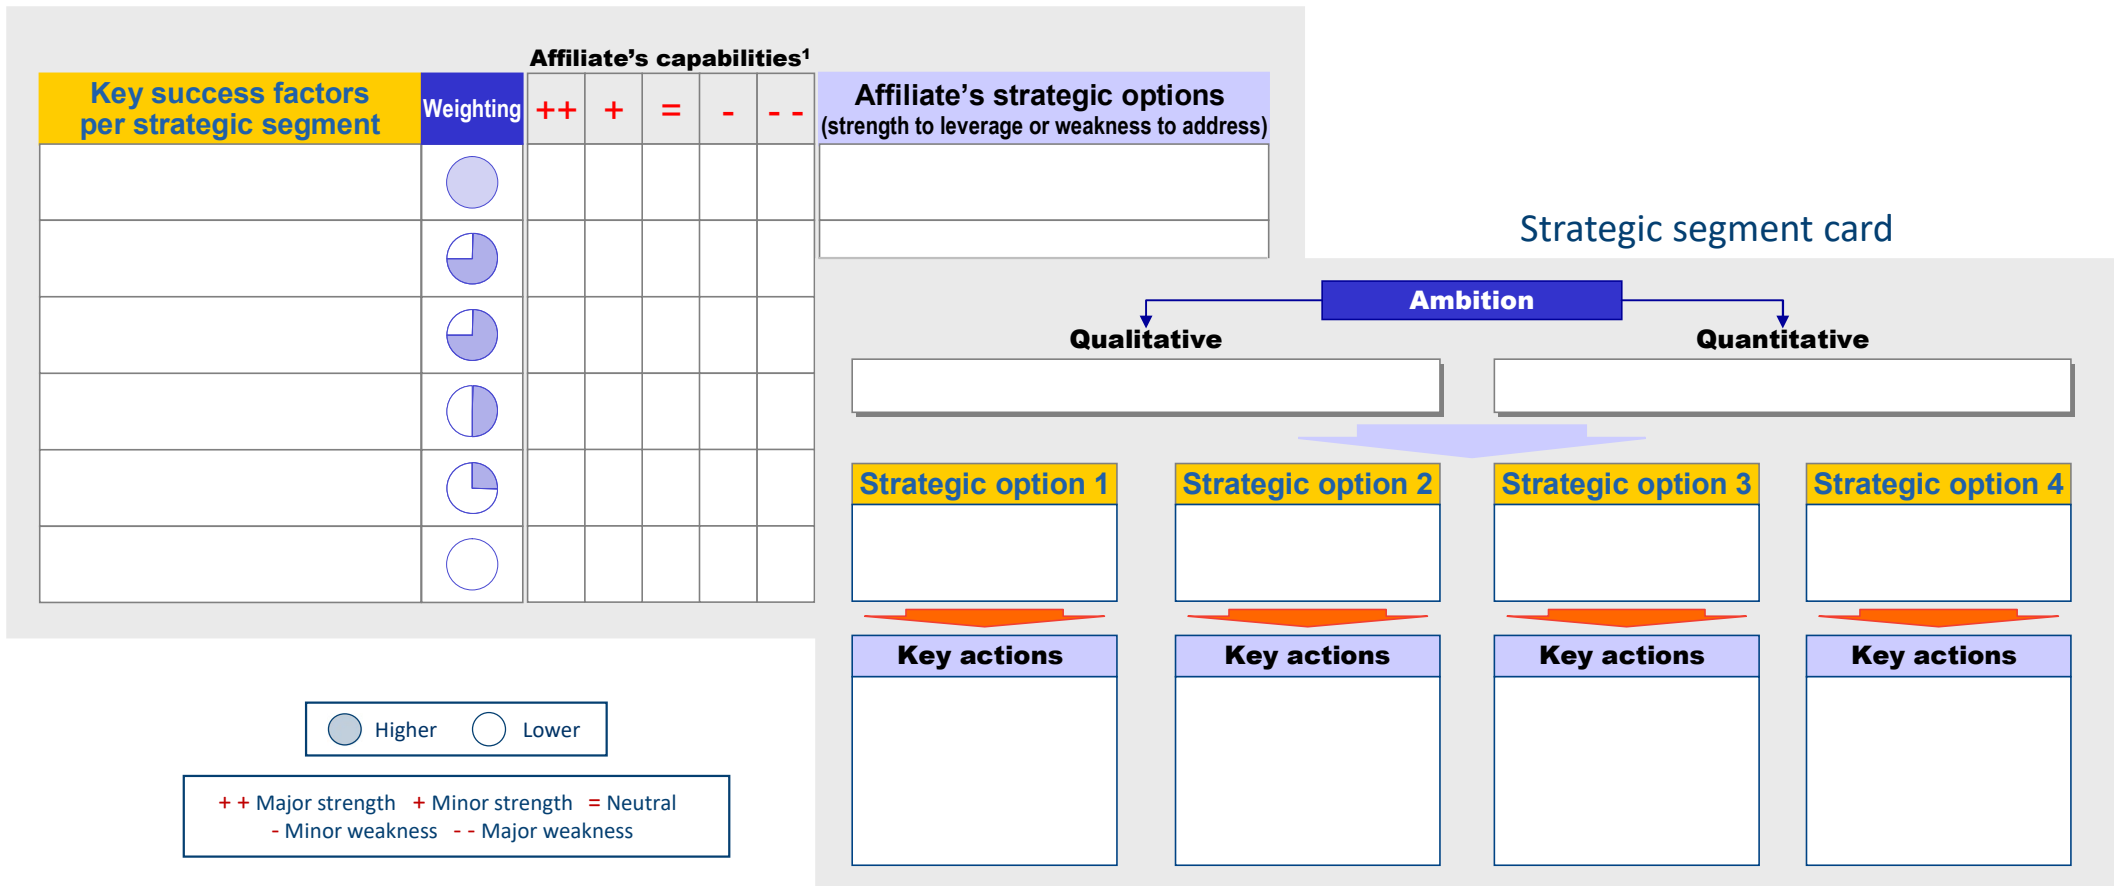 Affiliate's capabilities¹
Key success factors
per strategic segment
Weighting
++
+
=
-
- -
Affiliate's strategic options
(strength to leverage or weakness to address)
Strategic segment card
Ambition
Qualitative
Quantitative
Strategic option 1
Strategic option 2
Strategic option 3
Strategic option 4
Key actions
Key actions
Key actions
Key actions
Higher
Lower
+ + Major strength + Minor strength = Neutral
- Minor weakness - - Major weakness